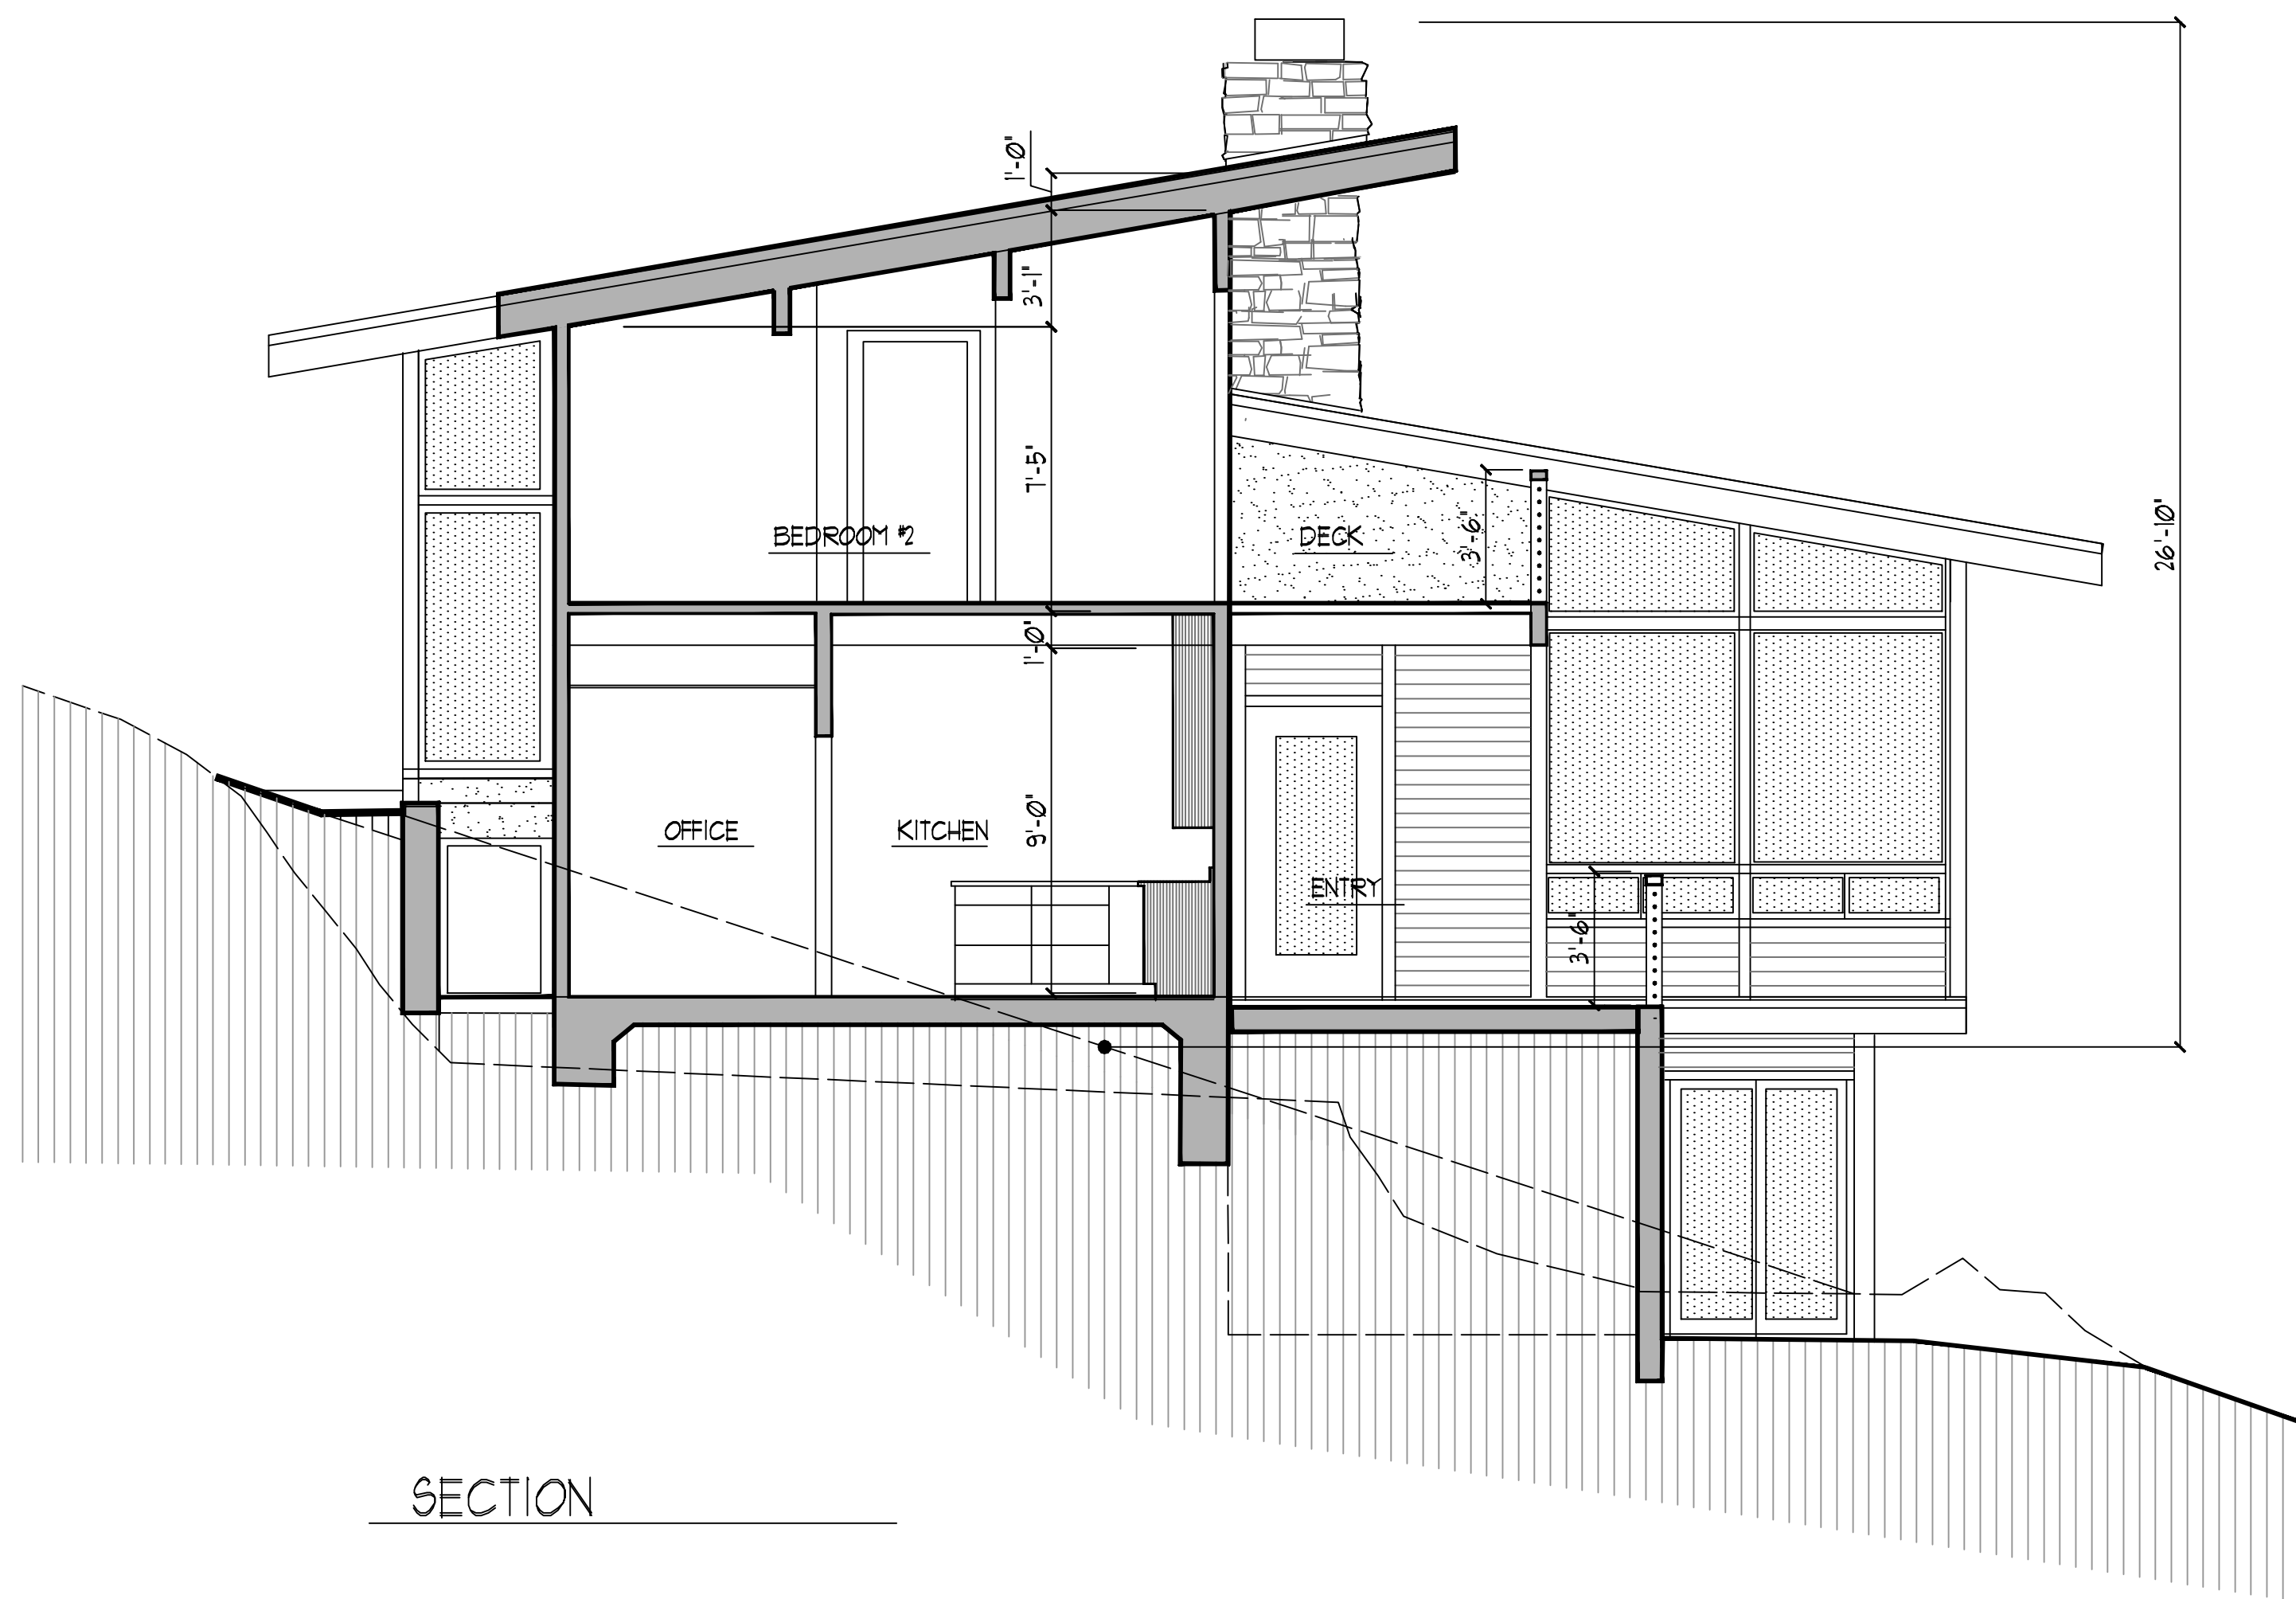 1'-0"
3'-1"
7'-5"
BEDROOM #2
DECK
3'-6"
26'-10"
1'-0"
OFFICE
KITCHEN
9'-0"
ENTRY
3'-6"
SECTION